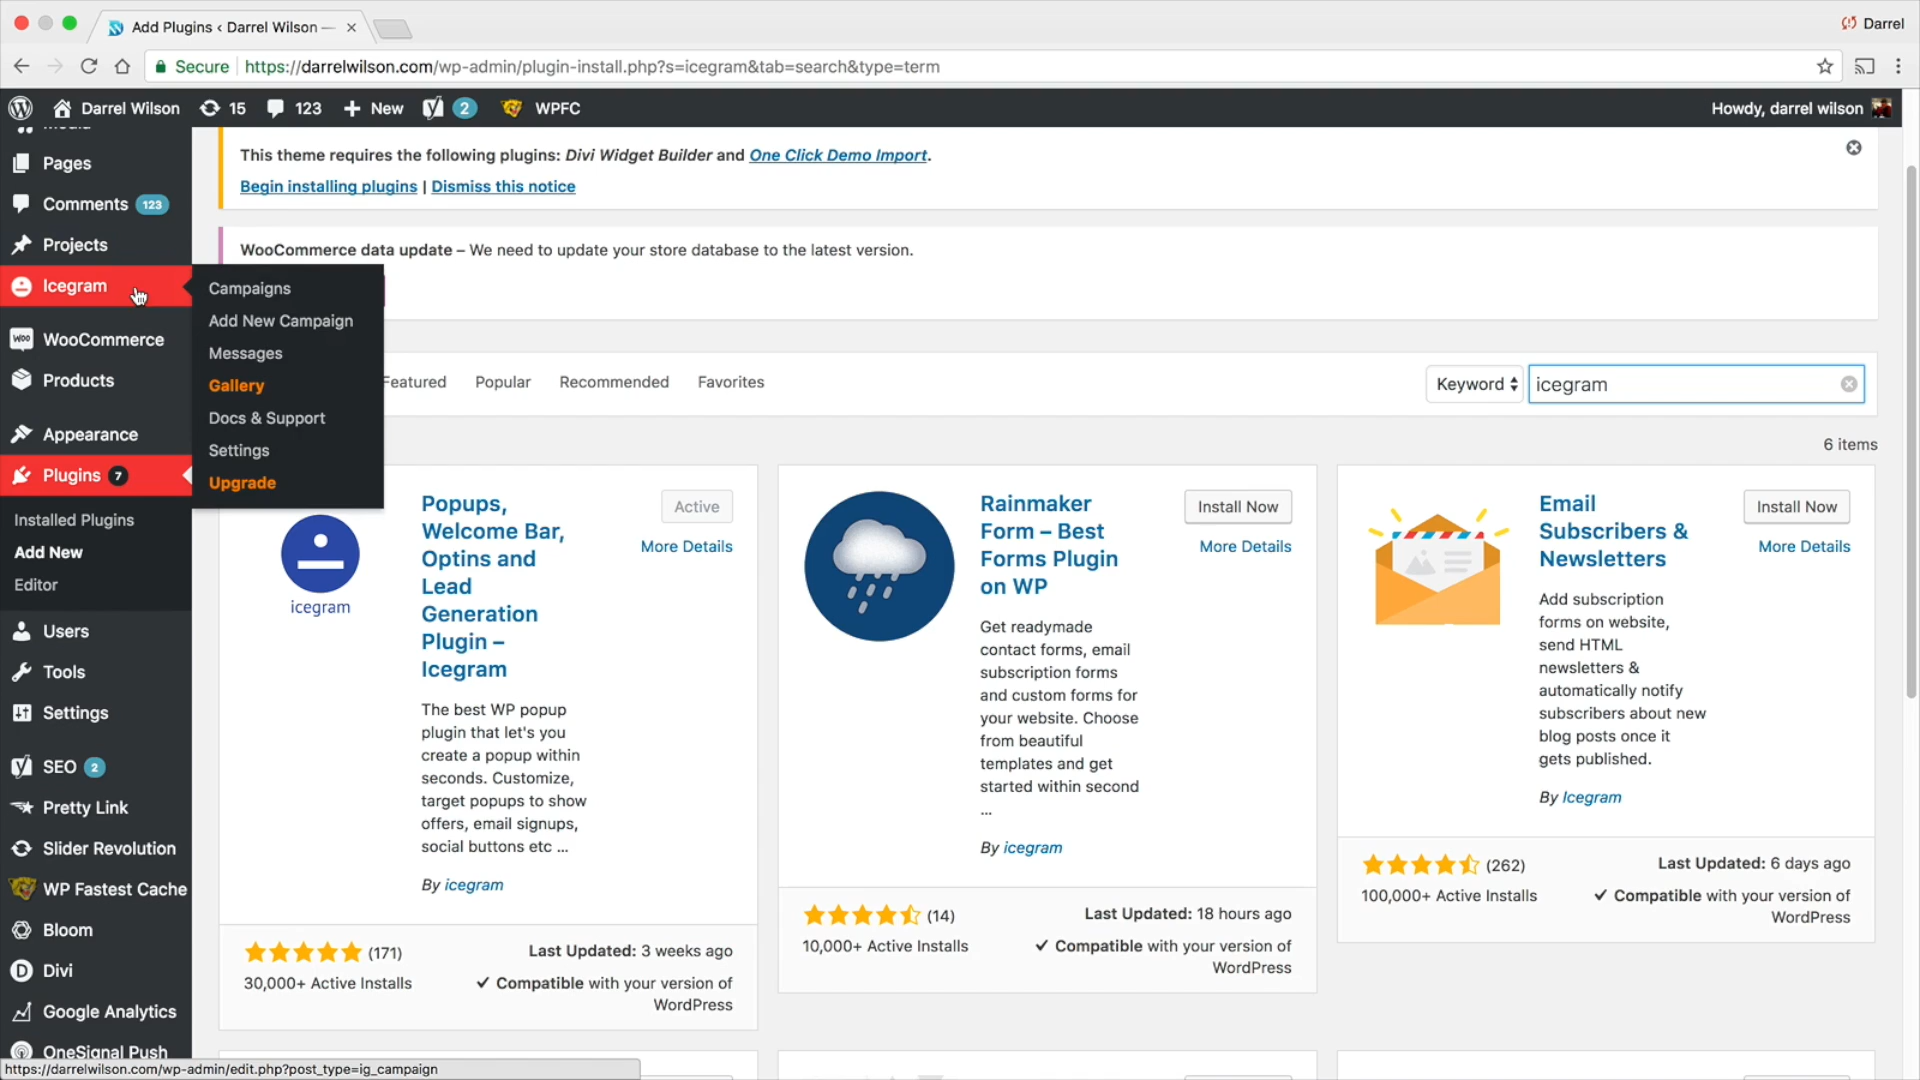 Add Plugins ‹ Darrel Wilson —
Darrel
Secure https://darrelwilson.com/wp-admin/plugin-install.php?s=icegram&tab=search&type=term
Darrel Wilson 15 123 New 2 WPFC
Howdy, darrel wilson
Media
Pages
Comments 123
Projects
Icegram
WooCommerce
Products
Appearance
Plugins 7
Installed Plugins
Add New
Editor
Users
Tools
Settings
SEO 2
Pretty Link
Slider Revolution
WP Fastest Cache
Bloom
Divi
Google Analytics
OneSignal Push
Campaigns
Add New Campaign
Messages
Gallery
Docs & Support
Settings
Upgrade
This theme requires the following plugins: Divi Widget Builder and One Click Demo Import.
Begin installing plugins | Dismiss this notice
WooCommerce data update – We need to update your store database to the latest version.
Featured Popular Recommended Favorites
Keyword icegram
6 items
icegram
Popups,
Welcome Bar,
Optins and
Lead
Generation
Plugin –
Icegram
Active
More Details
The best WP popup
plugin that let's you
create a popup within
seconds. Customize,
target popups to show
offers, email signups,
social buttons etc ...
By icegram
(171)
30,000+ Active Installs
Last Updated: 3 weeks ago
✓ Compatible with your version of
WordPress
Rainmaker
Form – Best
Forms Plugin
on WP
Install Now
More Details
Get readymade
contact forms, email
subscription forms
and custom forms for
your website. Choose
from beautiful
templates and get
started within second
...
By icegram
(14)
10,000+ Active Installs
Last Updated: 18 hours ago
✓ Compatible with your version of
WordPress
Email
Subscribers &
Newsletters
Install Now
More Details
Add subscription
forms on website,
send HTML
newsletters &
automatically notify
subscribers about new
blog posts once it
gets published.
By Icegram
(262)
100,000+ Active Installs
Last Updated: 6 days ago
✓ Compatible with your version of
WordPress
https://darrelwilson.com/wp-admin/edit.php?post_type=ig_campaign